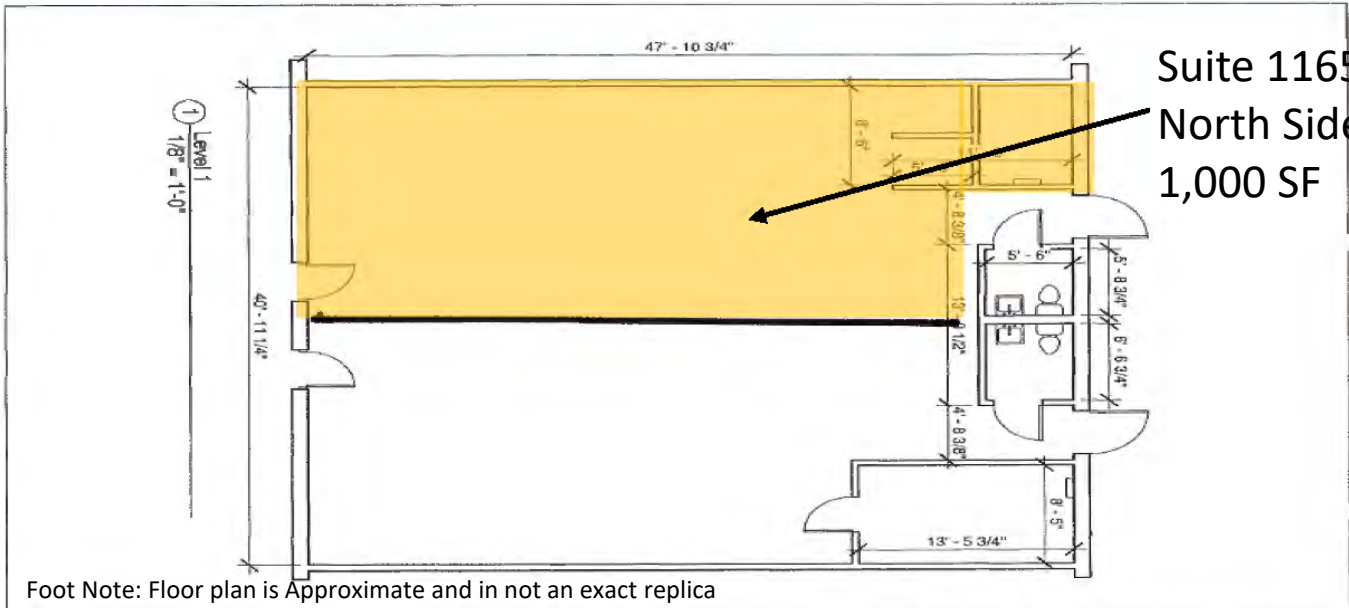 47' - 10 3/4"
Suite 1165
North Side
1,000 SF
1
Level 1
1/8" = 1'-0"
8' - 6"
4' - 8 3/8"
5' - 6"
5' - 8 3/4"
40' - 11 1/4"
6' - 6 3/4"
4' - 8 3/8"
8' - 5"
13' - 5 3/4"
Foot Note: Floor plan is Approximate and in not an exact replica